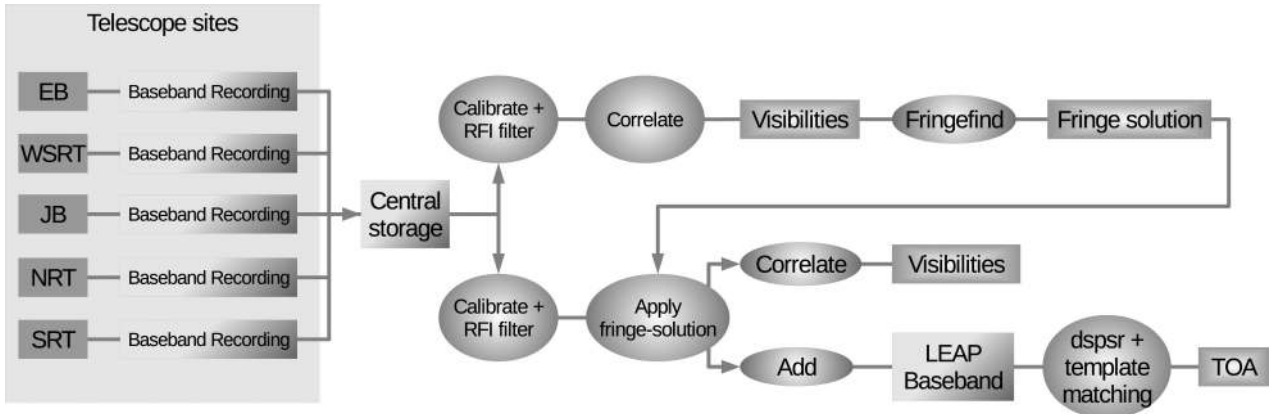 Telescope sites
EB
Baseband Recording
WSRT
Baseband Recording
JB
Baseband Recording
NRT
Baseband Recording
SRT
Baseband Recording
Central
storage
Calibrate +
RFI filter
Correlate
Visibilities
Fringefind
Fringe solution
Calibrate +
RFI filter
Apply
fringe-solution
Correlate
Visibilities
Add
LEAP
Baseband
dspsr +
template
matching
TOA